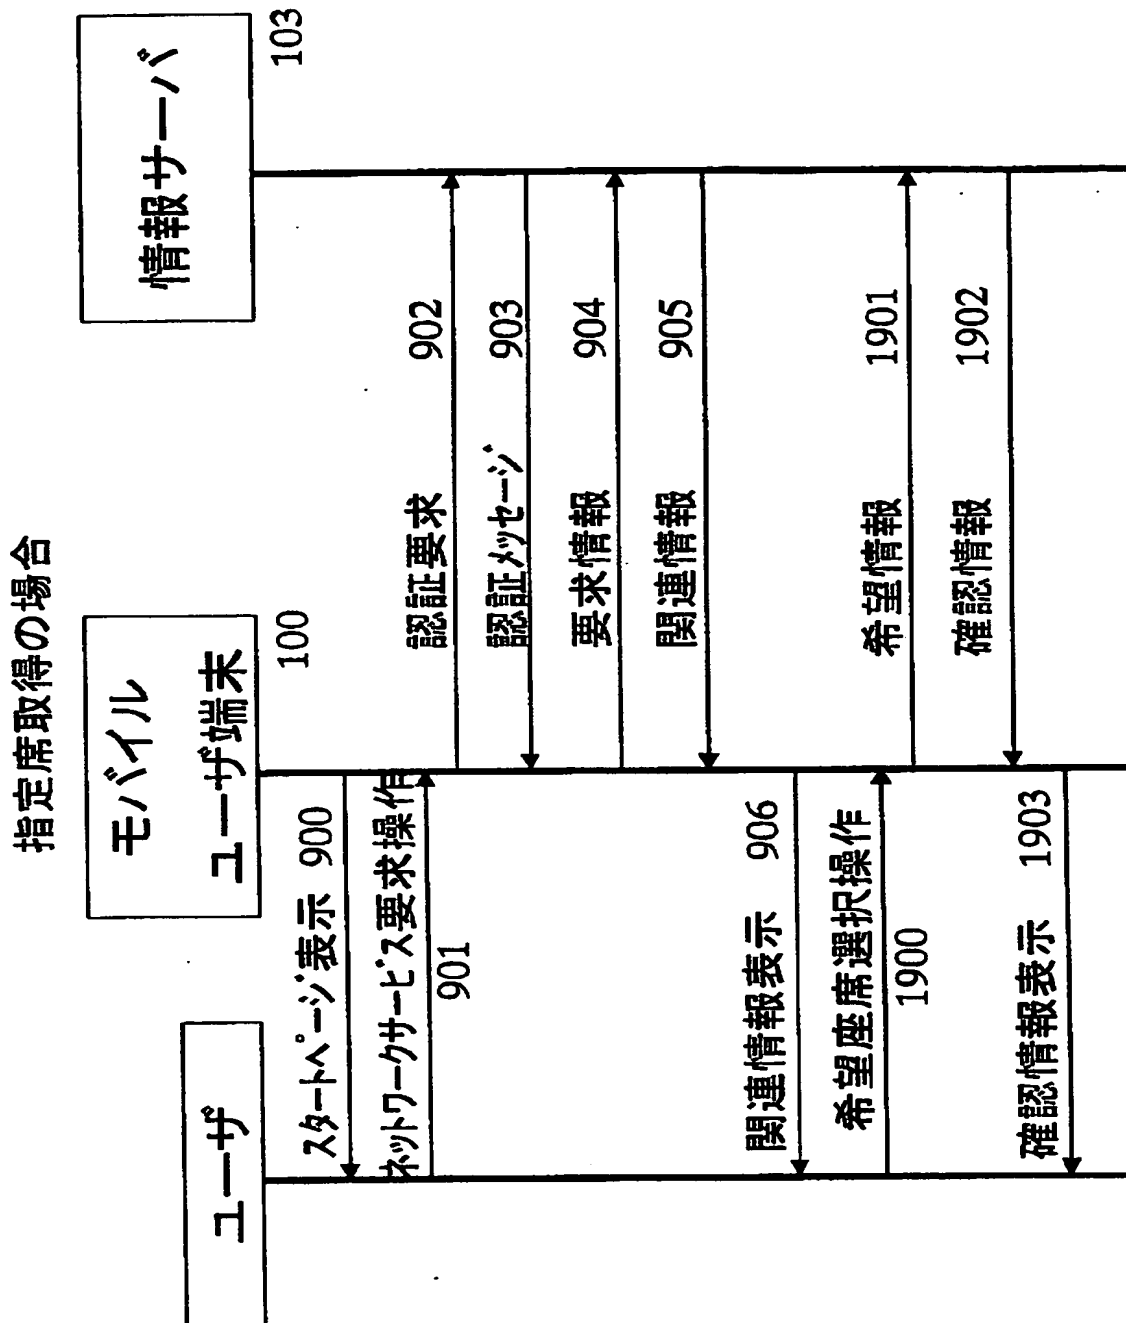 指定席取得の場合
ユーザ
モバイル
ユーザ端末
100
情報サーバ
103
スタートページ表示 900
ネットワークサービス要求操作
901
認証要求 902
認証メッセージ 903
要求情報 904
関連情報 905
関連情報表示 906
希望座席選択操作
1900
希望情報 1901
確認情報 1902
確認情報表示 1903